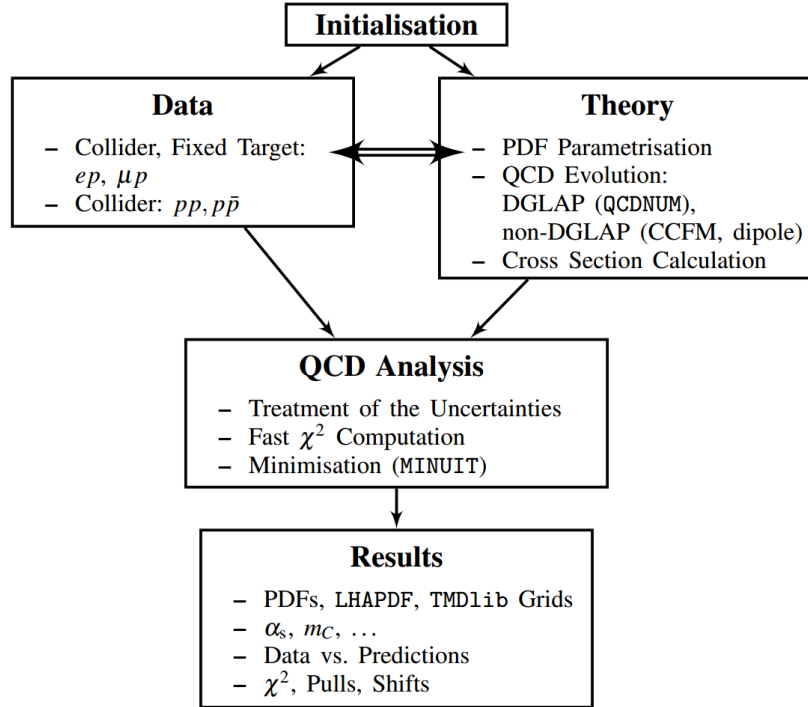 Initialisation
Data
– Collider, Fixed Target:
ep, μp
– Collider: pp, pp̄
Theory
– PDF Parametrisation
– QCD Evolution:
DGLAP (QCDNUM),
non-DGLAP (CCFM, dipole)
– Cross Section Calculation
QCD Analysis
– Treatment of the Uncertainties
– Fast χ² Computation
– Minimisation (MINUIT)
Results
– PDFs, LHAPDF, TMDlib Grids
– αₛ, m_C, …
– Data vs. Predictions
– χ², Pulls, Shifts